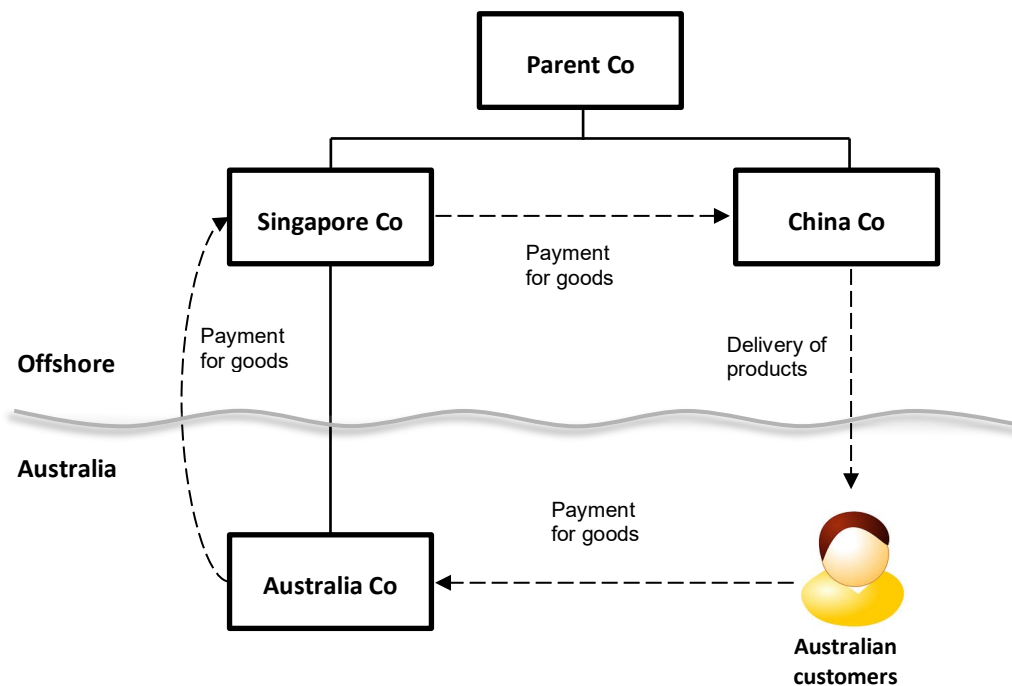 Parent Co
Singapore Co
China Co
Payment
for goods
Payment
for goods
Delivery of
products
Offshore
Australia
Payment
for goods
Australia Co
Australian
customers